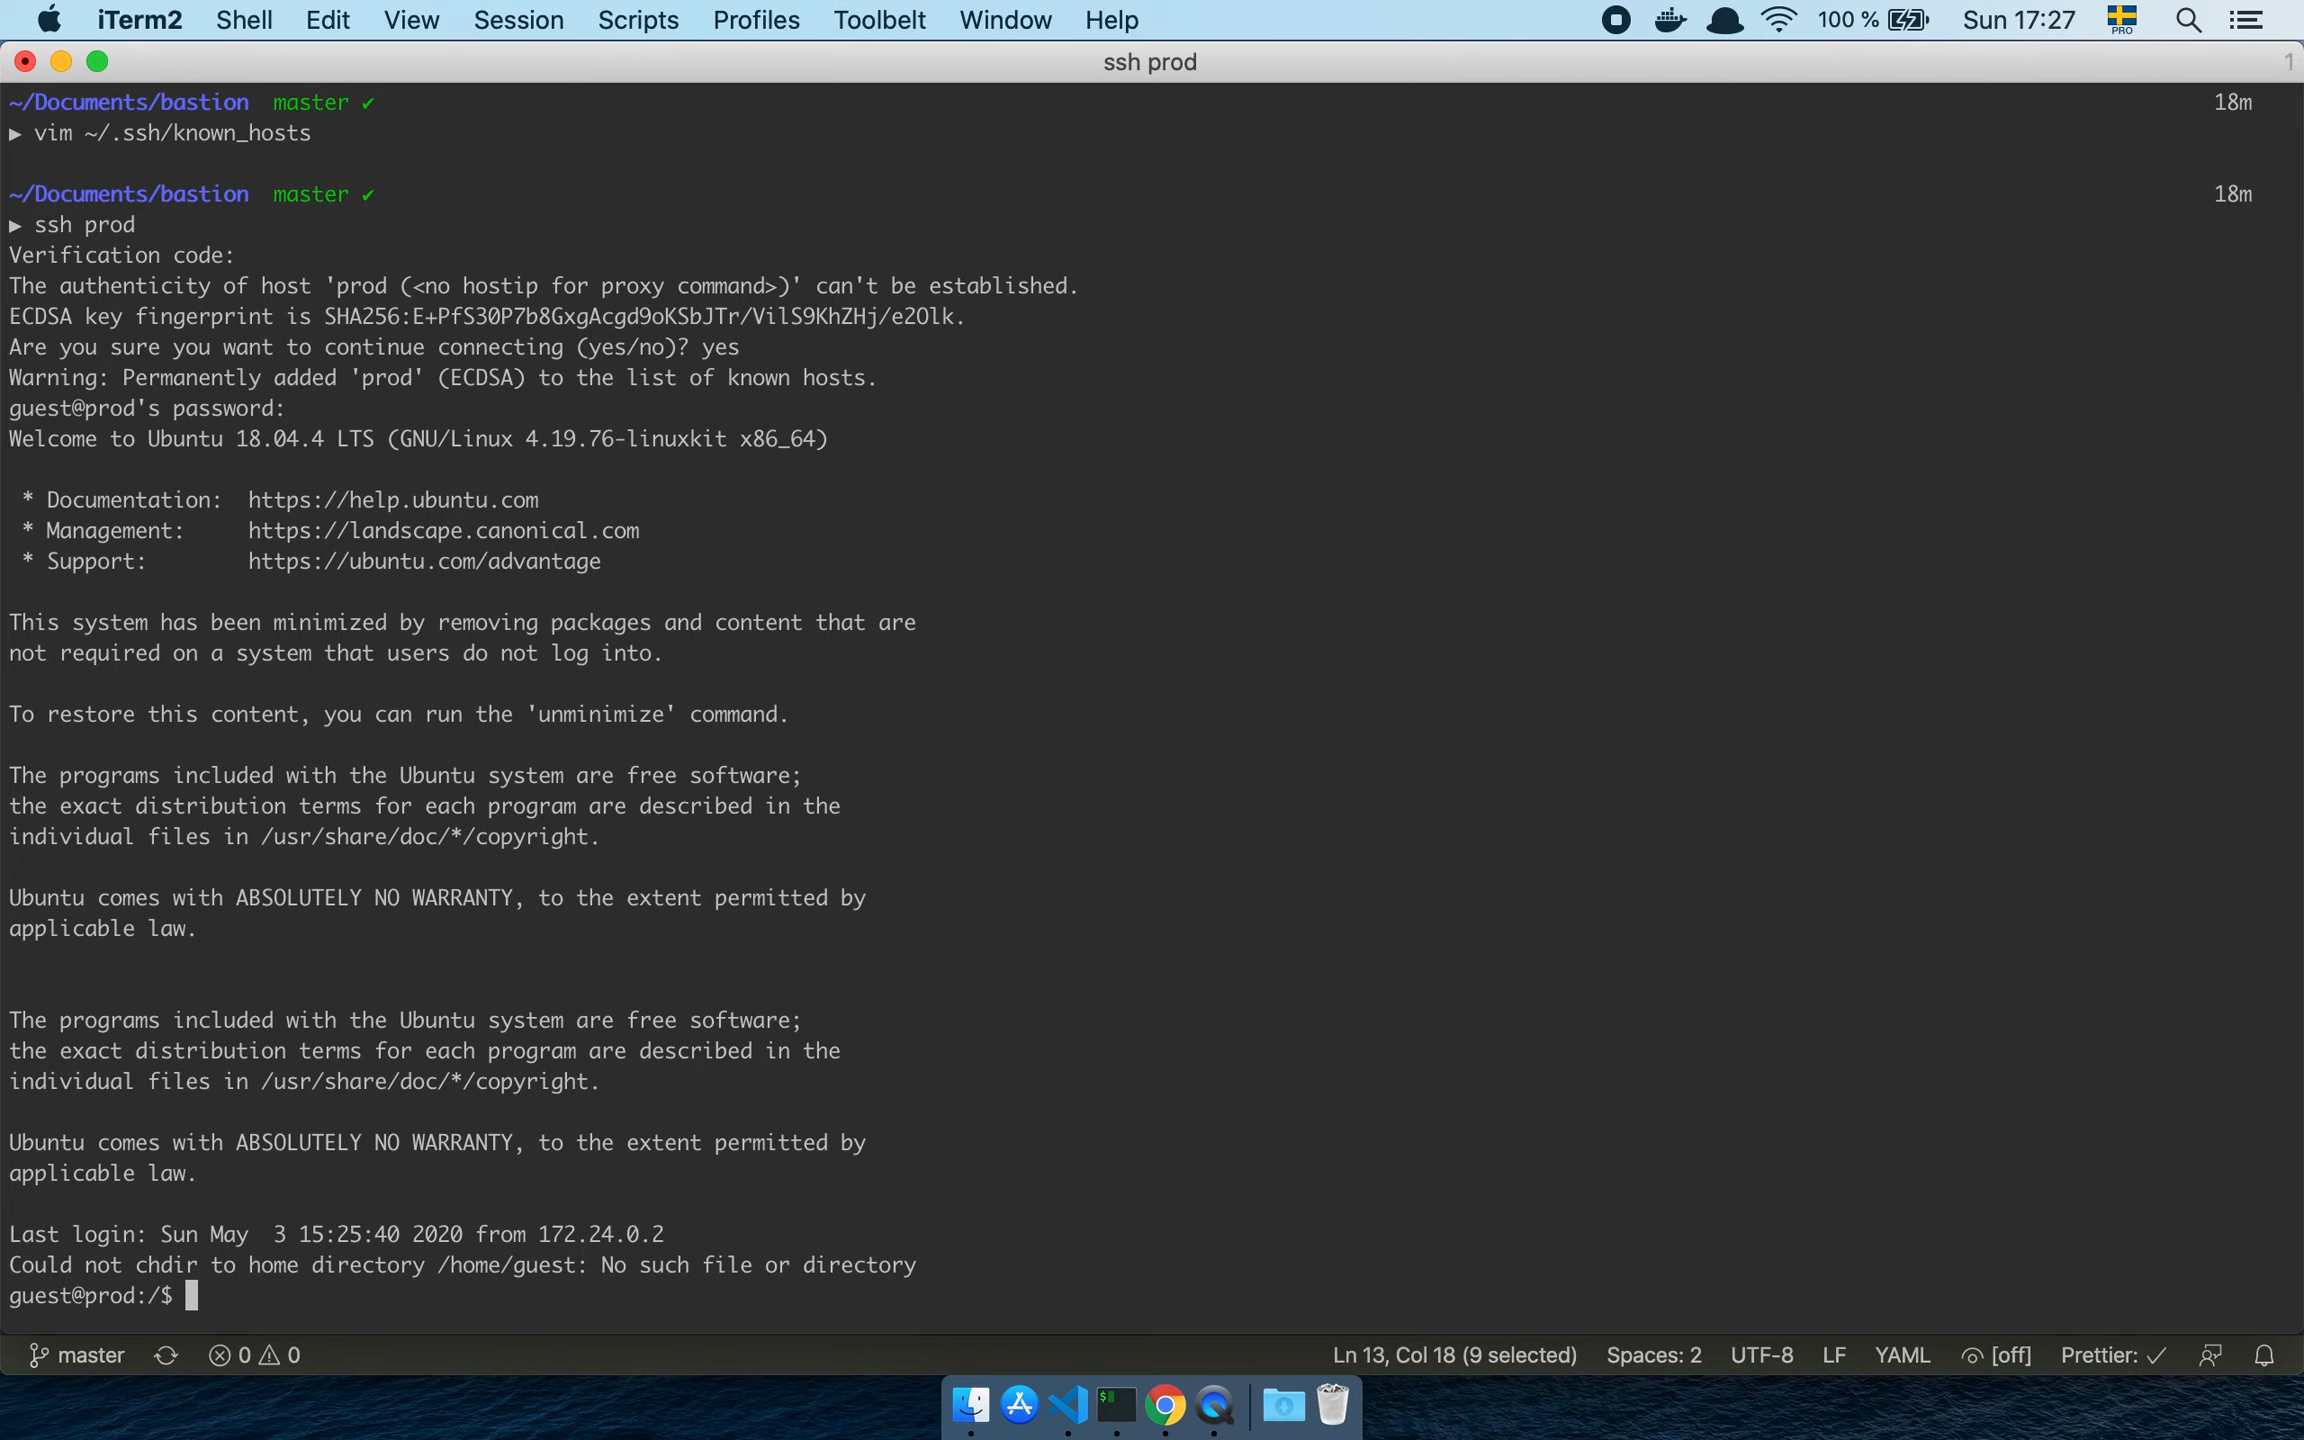 iTerm2 Shell Edit View Session Scripts Profiles Toolbelt Window Help 100 % Sun 17:27 PRO
ssh prod 1
~/Documents/bastion master ✔ 18m
▶ vim ~/.ssh/known_hosts
~/Documents/bastion master ✔ 18m
▶ ssh prod
Verification code:
The authenticity of host 'prod (<no hostip for proxy command>)' can't be established.
ECDSA key fingerprint is SHA256:E+PfS30P7b8GxgAcgd9oKSbJTr/VilS9KhZHj/e2Olk.
Are you sure you want to continue connecting (yes/no)? yes
Warning: Permanently added 'prod' (ECDSA) to the list of known hosts.
guest@prod's password:
Welcome to Ubuntu 18.04.4 LTS (GNU/Linux 4.19.76-linuxkit x86_64)
* Documentation: https://help.ubuntu.com
* Management: https://landscape.canonical.com
* Support: https://ubuntu.com/advantage
This system has been minimized by removing packages and content that are
not required on a system that users do not log into.
To restore this content, you can run the 'unminimize' command.
The programs included with the Ubuntu system are free software;
the exact distribution terms for each program are described in the
individual files in /usr/share/doc/*/copyright.
Ubuntu comes with ABSOLUTELY NO WARRANTY, to the extent permitted by
applicable law.
The programs included with the Ubuntu system are free software;
the exact distribution terms for each program are described in the
individual files in /usr/share/doc/*/copyright.
Ubuntu comes with ABSOLUTELY NO WARRANTY, to the extent permitted by
applicable law.
Last login: Sun May  3 15:25:40 2020 from 172.24.0.2
Could not chdir to home directory /home/guest: No such file or directory
guest@prod:/$
master 0 0 Ln 13, Col 18 (9 selected) Spaces: 2 UTF-8 LF YAML [off] Prettier: ✓
$